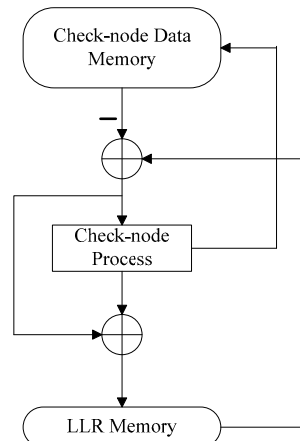 Check-node Data
Memory
–
Check-node
Process
LLR Memory